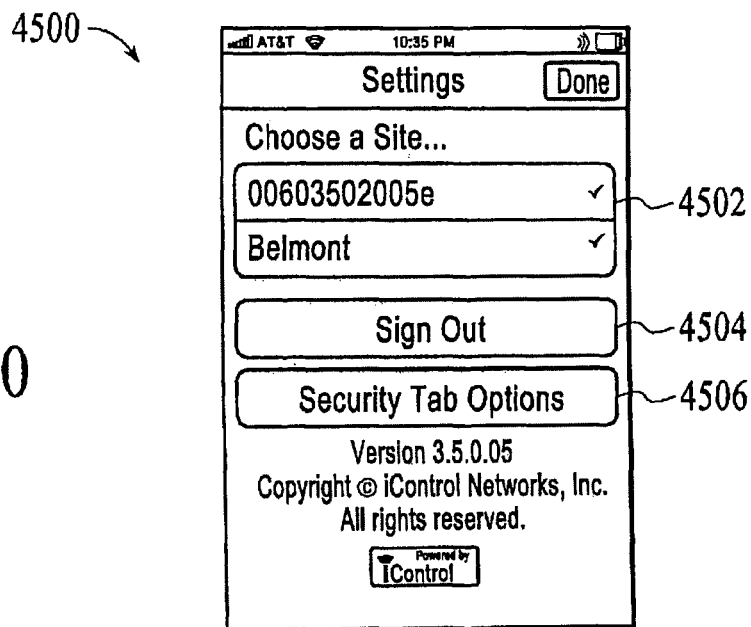 4500
AT&T 10:35 PM
Settings Done
Choose a Site...
00603502005e
4502
Belmont
Sign Out
4504
0
Security Tab Options
4506
Version 3.5.0.05
Copyright © iControl Networks, Inc.
All rights reserved.
Powered by
iControl